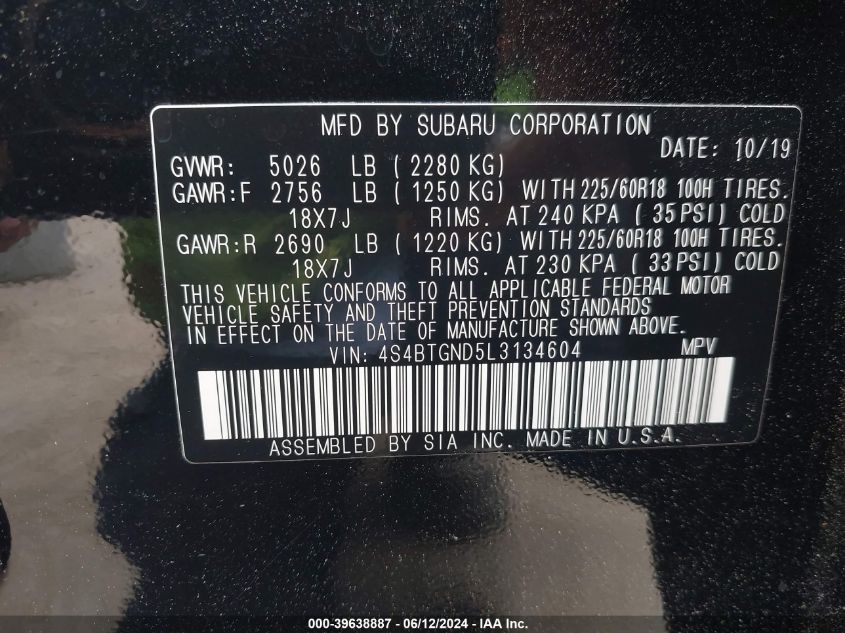 MFD BY SUBARU CORPORATION
DATE: 10/19
GVWR: 5026 LB ( 2280 KG)
GAWR:F 2756 LB ( 1250 KG) WITH 225/60R18 100H TIRES.
18X7J RIMS. AT 240 KPA ( 35 PSI) COLD
GAWR:R 2690 LB ( 1220 KG) WITH 225/60R18 100H TIRES.
18X7J RIMS. AT 230 KPA ( 33 PSI) COLD
THIS VEHICLE CONFORMS TO ALL APPLICABLE FEDERAL MOTOR
VEHICLE SAFETY AND THEFT PREVENTION STANDARDS
IN EFFECT ON THE DATE OF MANUFACTURE SHOWN ABOVE.
VIN: 4S4BTGND5L3134604 MPV
ASSEMBLED BY SIA INC. MADE IN U.S.A.
000-39638887 - 06/12/2024 - IAA Inc.